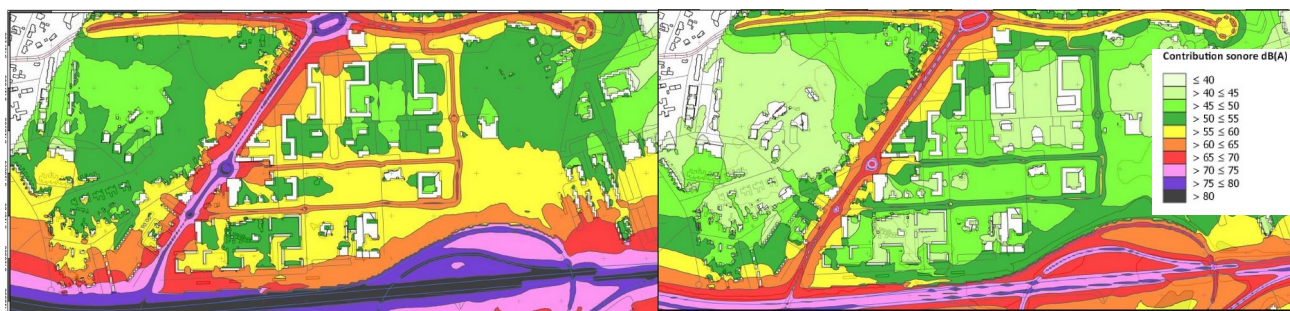 Contribution sonore dB(A)
≤ 40
> 40 ≤ 45
> 45 ≤ 50
> 50 ≤ 55
> 55 ≤ 60
> 60 ≤ 65
> 65 ≤ 70
> 70 ≤ 75
> 75 ≤ 80
> 80